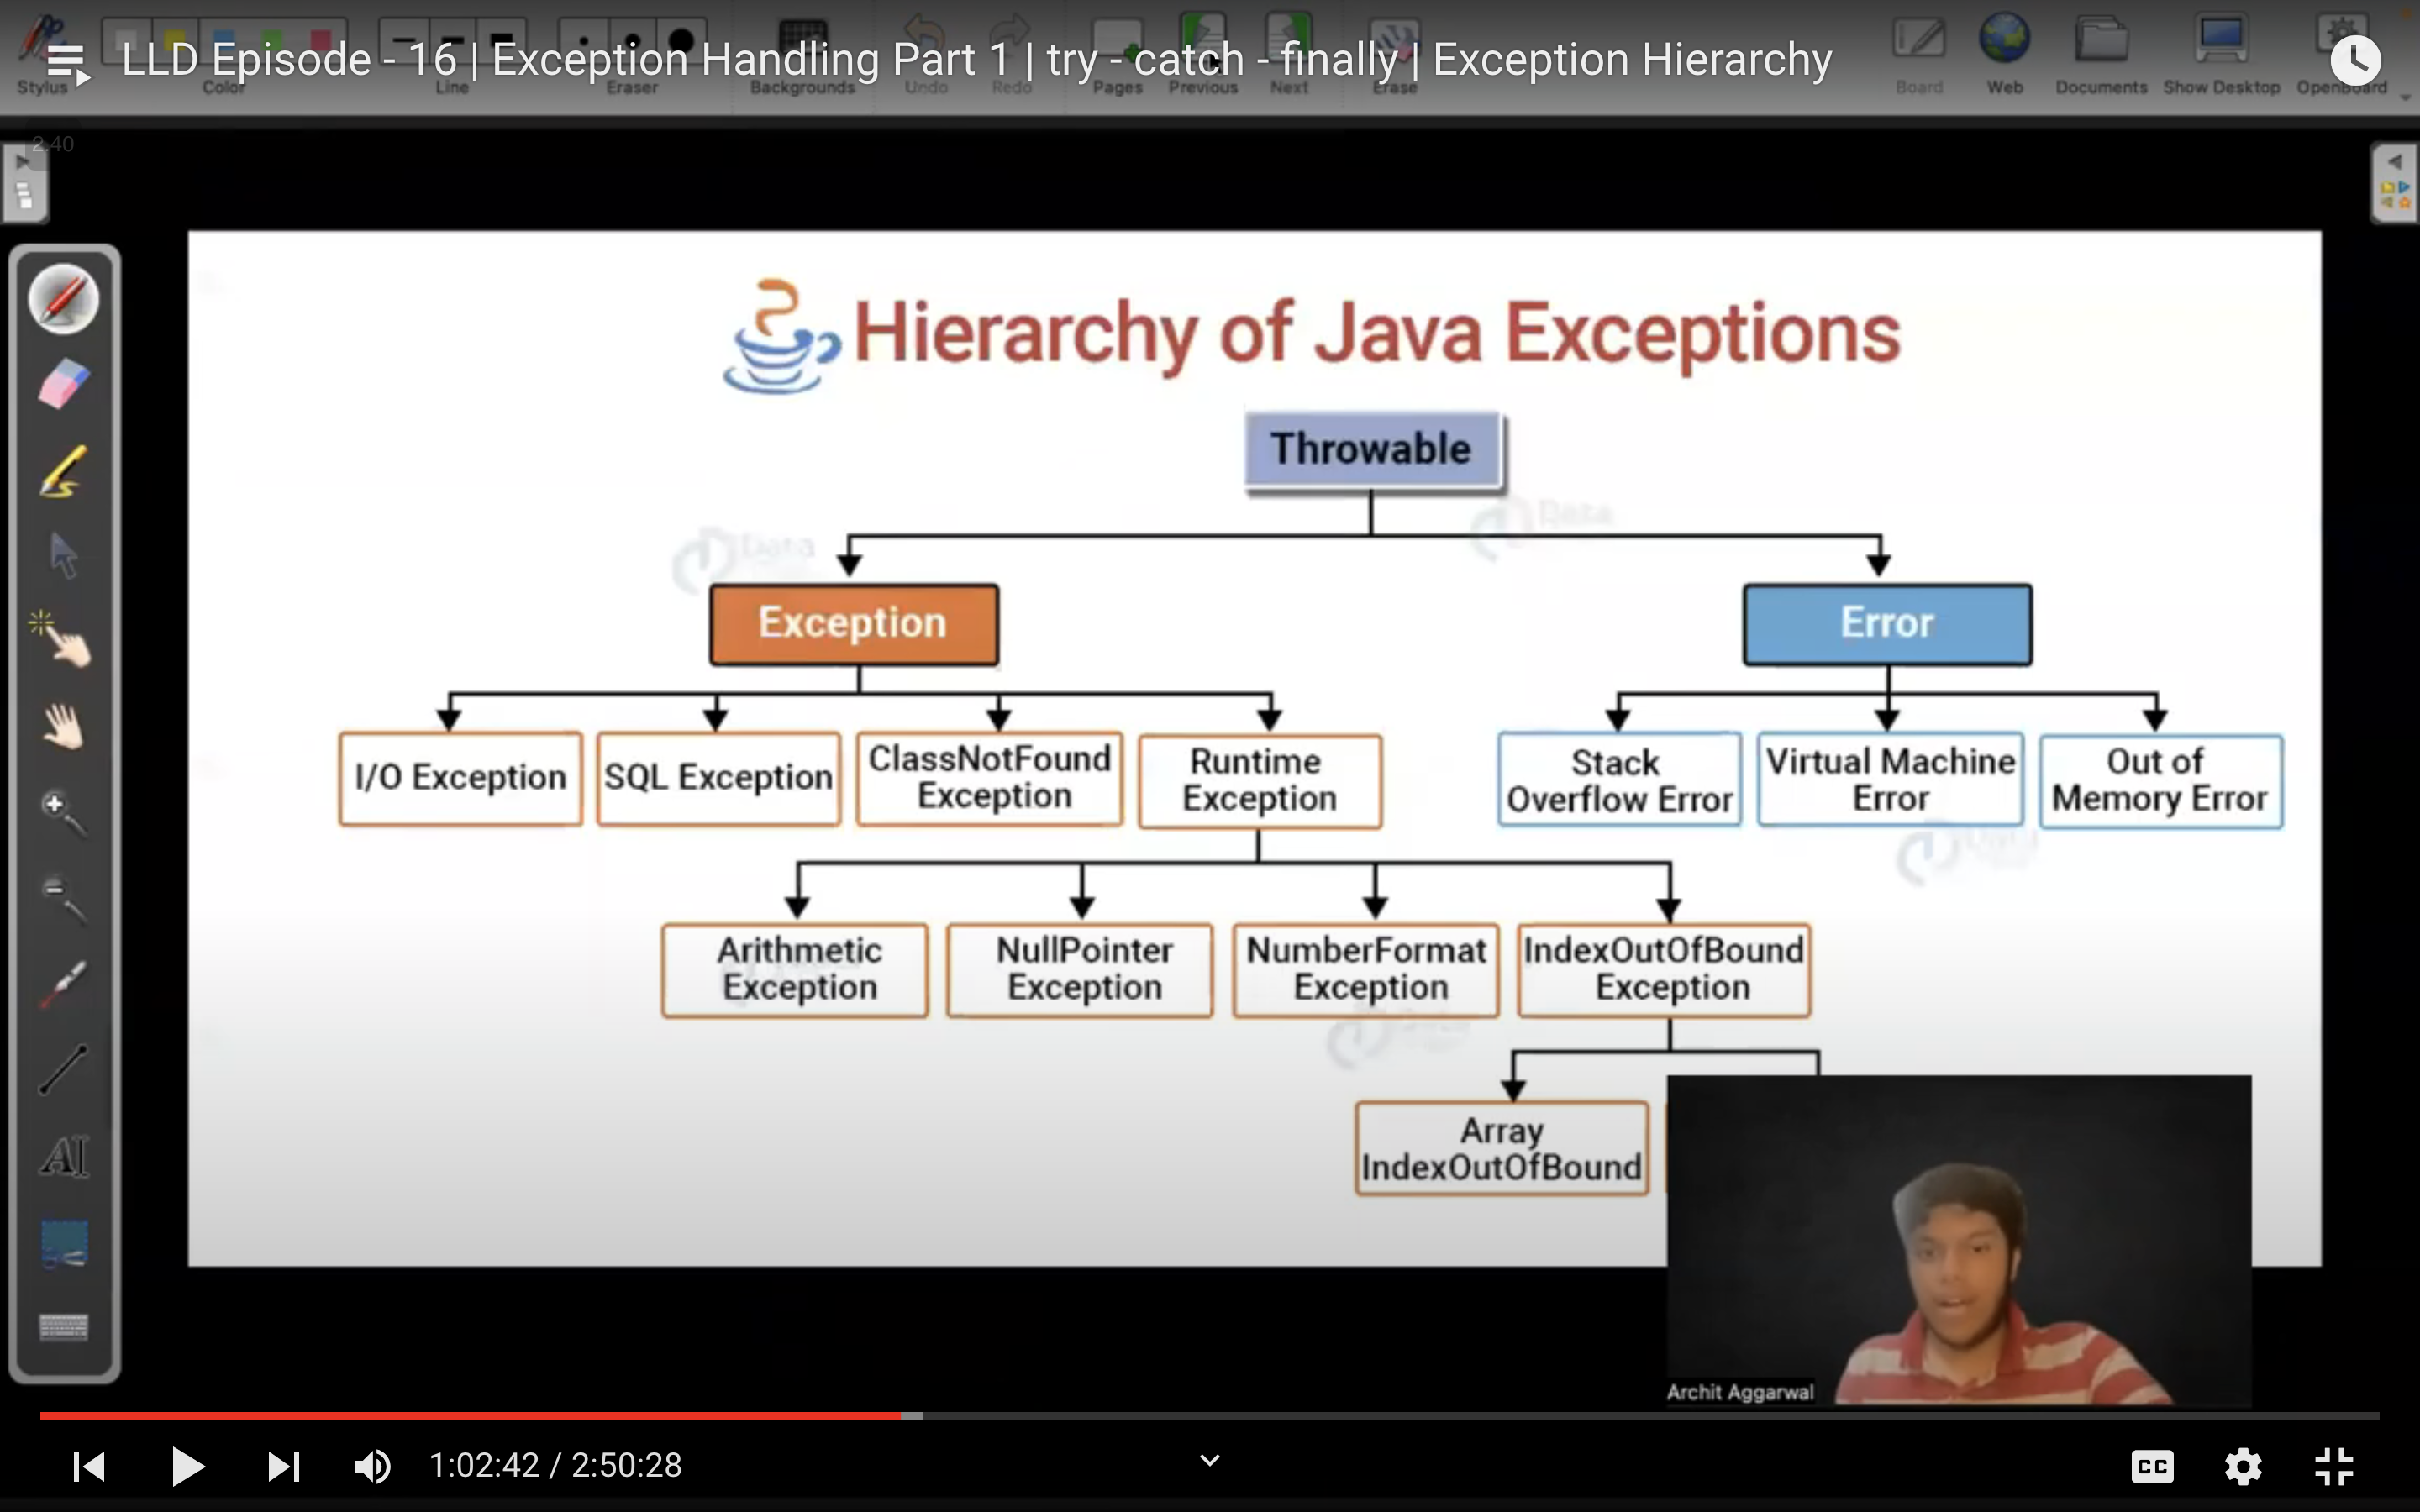 LLD Episode - 16 | Exception Handling Part 1 | try - catch - finally | Exception Hierarchy
Stylus Color Line Eraser Backgrounds Undo Redo Pages Previous Next Erase Board Web Documents Show Desktop OpenBoard
2:40
Hierarchy of Java Exceptions
Throwable
Exception
Error
I/O Exception
SQL Exception
ClassNotFound
Exception
Runtime
Exception
Stack
Overflow Error
Virtual Machine
Error
Out of
Memory Error
Arithmetic
Exception
NullPointer
Exception
NumberFormat
Exception
IndexOutOfBound
Exception
Array
IndexOutOfBound
AI
Archit Aggarwal
1:02:42 / 2:50:28
CC